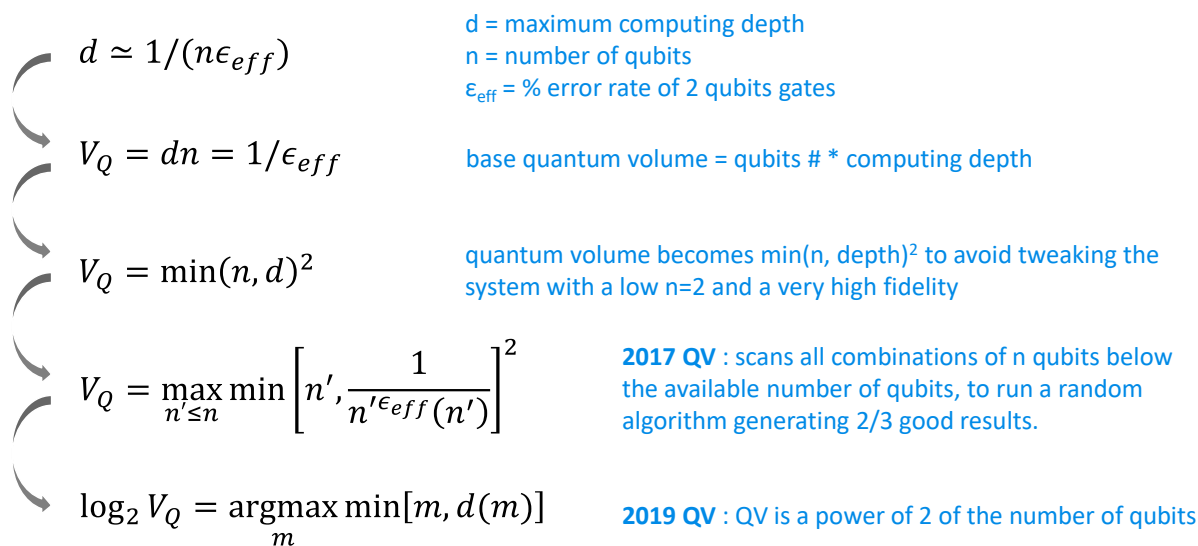 d ≃ 1/(nϵ_eff)
d = maximum computing depth
n = number of qubits
ε_eff = % error rate of 2 qubits gates
V_Q = dn = 1/ϵ_eff
base quantum volume = qubits # * computing depth
V_Q = min(n, d)²
quantum volume becomes min(n, depth)² to avoid tweaking the
system with a low n=2 and a very high fidelity
V_Q = max_{n′≤n} min [n′, 1/(n′^{ϵ_eff}(n′))]²
2017 QV : scans all combinations of n qubits below
the available number of qubits, to run a random
algorithm generating 2/3 good results.
log₂ V_Q = argmax_m min[m, d(m)]
2019 QV : QV is a power of 2 of the number of qubits